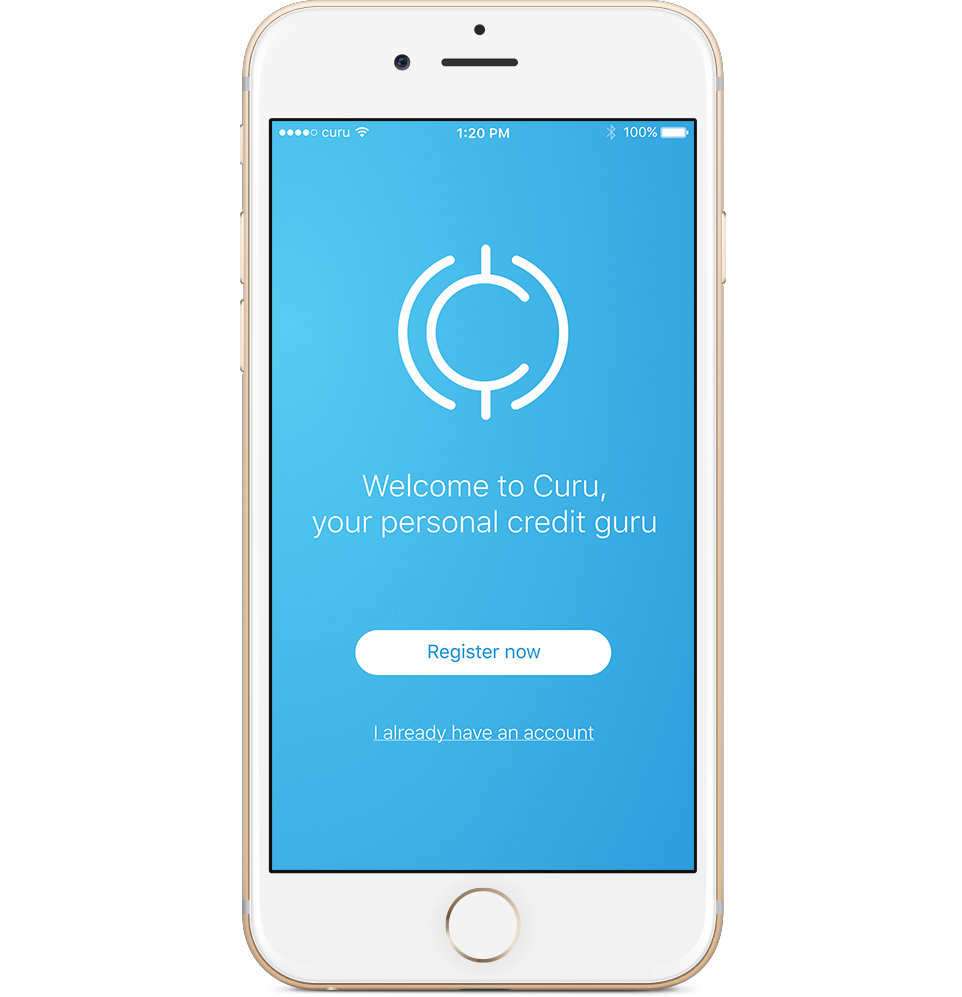 curu 1:20 PM 100%
Welcome to Curu,
your personal credit guru
Register now
I already have an account